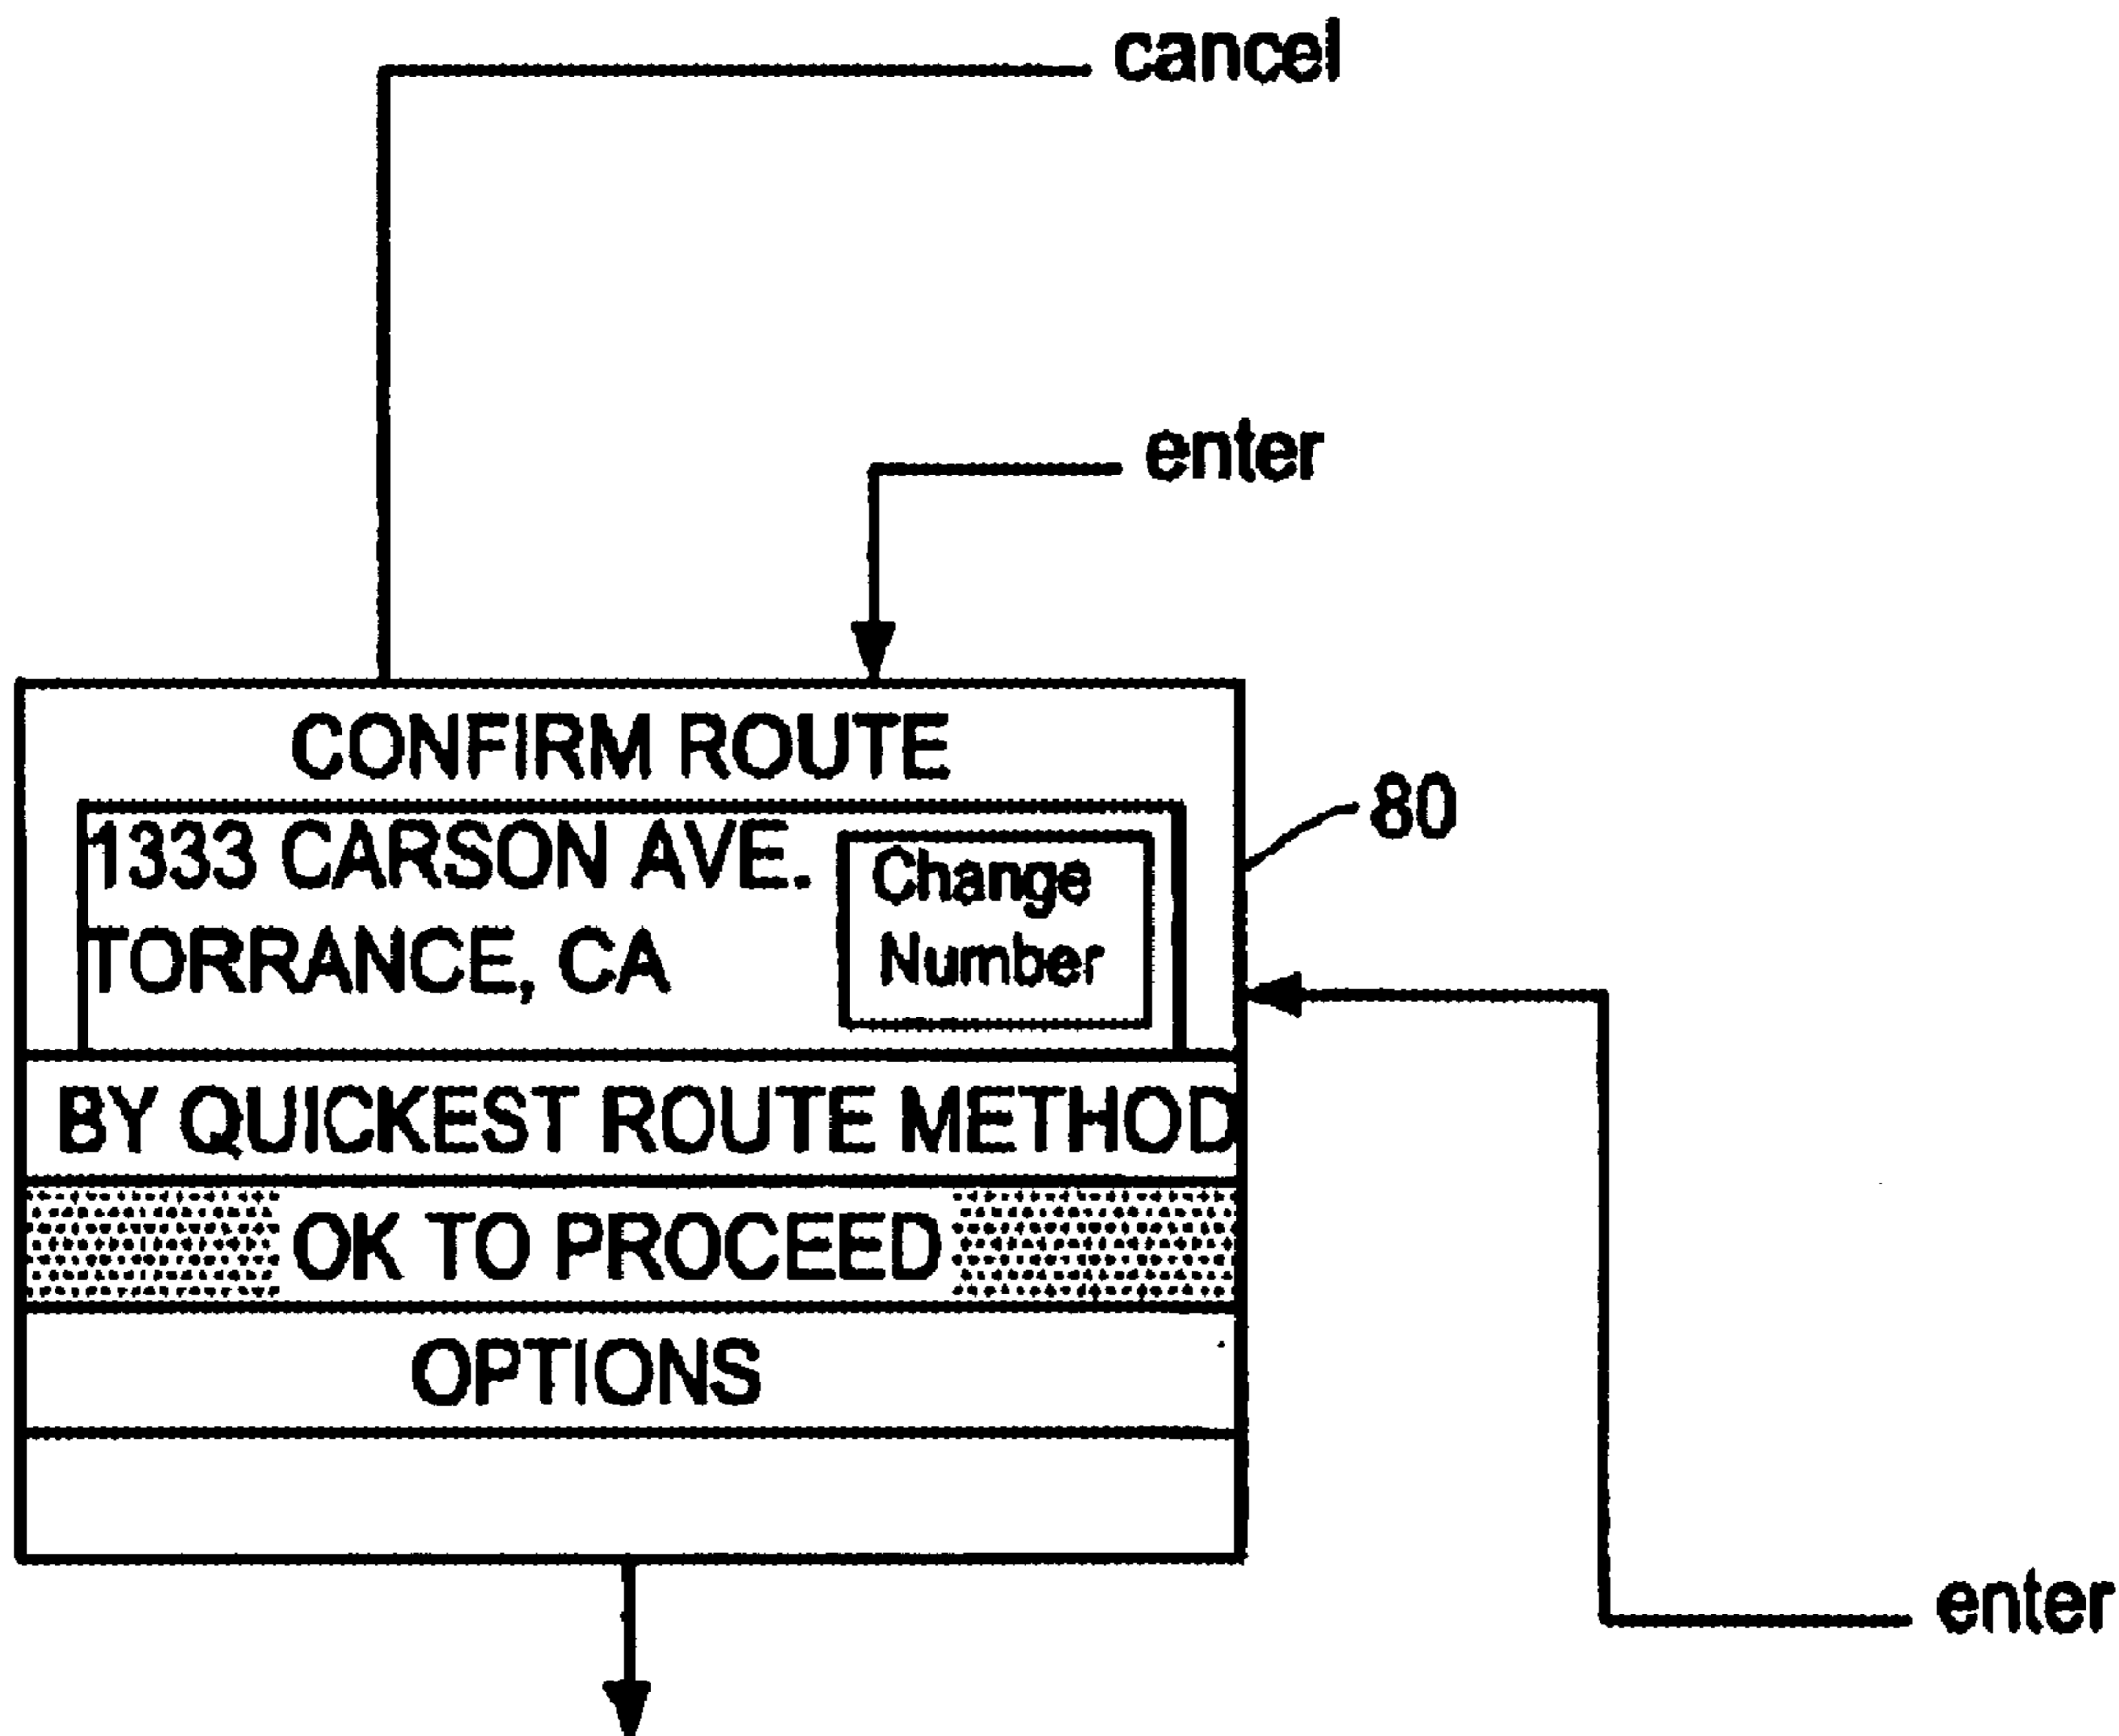 cancel
enter
CONFIRM ROUTE
80
1333 CARSON AVE.
TORRANCE, CA
Change
Number
BY QUICKEST ROUTE METHOD
OK TO PROCEED
OPTIONS
enter